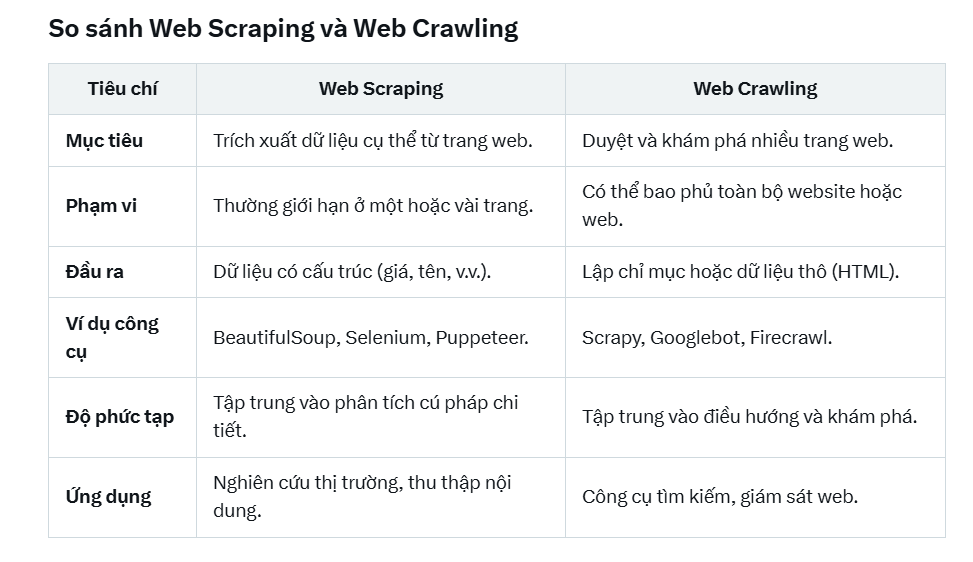 So sánh Web Scraping và Web Crawling
Tiêu chí
Web Scraping
Web Crawling
Mục tiêu
Trích xuất dữ liệu cụ thể từ trang web.
Duyệt và khám phá nhiều trang web.
Phạm vi
Thường giới hạn ở một hoặc vài trang.
Có thể bao phủ toàn bộ website hoặc
web.
Đầu ra
Dữ liệu có cấu trúc (giá, tên, v.v.).
Lập chỉ mục hoặc dữ liệu thô (HTML).
Ví dụ công
cụ
BeautifulSoup, Selenium, Puppeteer.
Scrapy, Googlebot, Firecrawl.
Độ phức tạp
Tập trung vào phân tích cú pháp chi
tiết.
Tập trung vào điều hướng và khám phá.
Ứng dụng
Nghiên cứu thị trường, thu thập nội
dung.
Công cụ tìm kiếm, giám sát web.